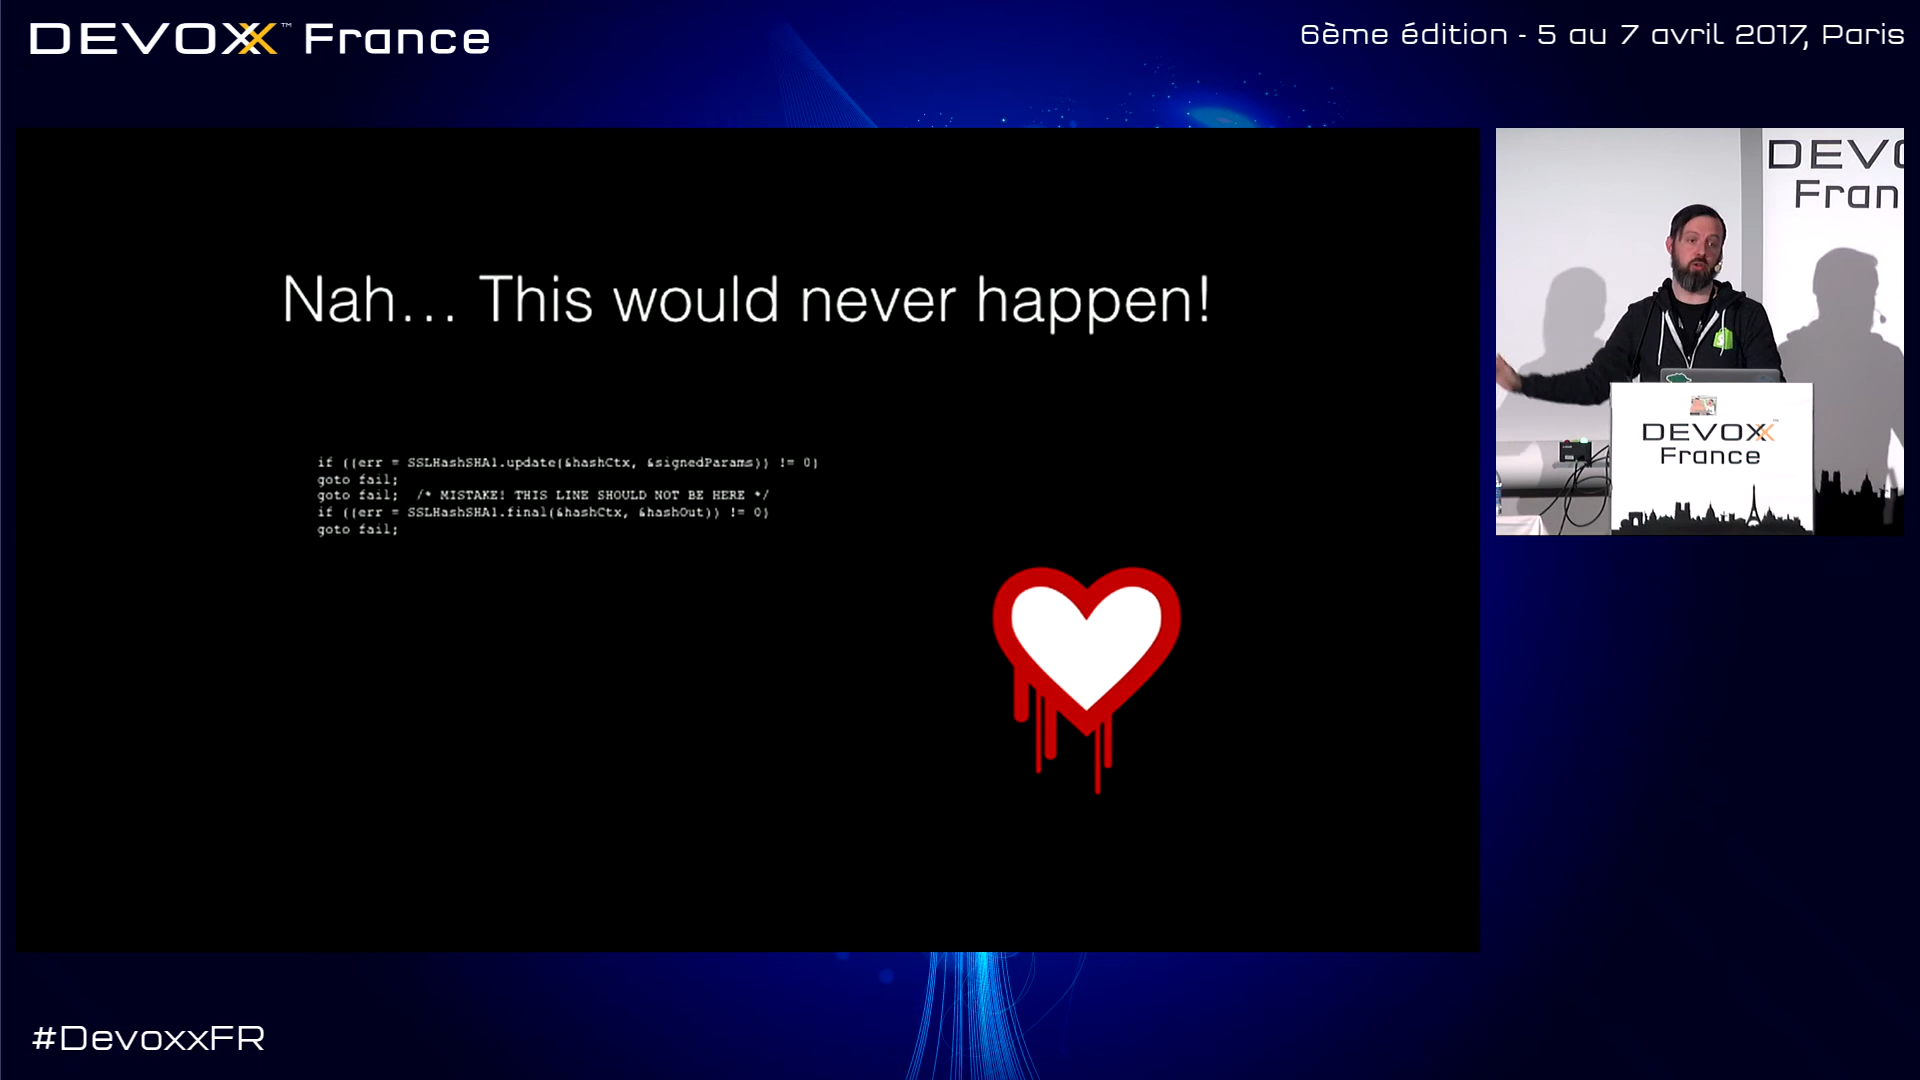 DEVOXX™ France
6ème édition - 5 au 7 avril 2017, Paris
Nah... This would never happen!
if ((err = SSLHashSHA1.update(&hashCtx, &signedParams)) != 0)
goto fail;
goto fail;  /* MISTAKE! THIS LINE SHOULD NOT BE HERE */
if ((err = SSLHashSHA1.final(&hashCtx, &hashOut)) != 0)
goto fail;
DEVO
Fran
DEVOXX™
France
#DevoxxFR